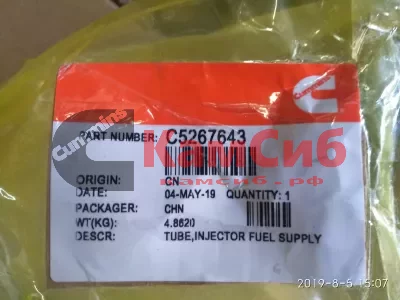 PART NUMBER: C5267643
Cummins
КамСиб
камсиб.рф
ORIGIN: CN
DATE: 04-MAY-19 QUANTITY: 1
PACKAGER: CHN
WT(KG): 4.8620
DESCR: TUBE,INJECTOR FUEL SUPPLY
2019-8-5 15:07